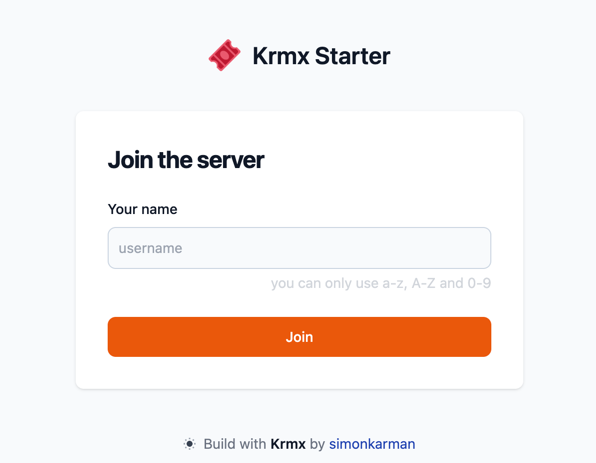 Krmx Starter
Join the server
Your name
username
you can only use a-z, A-Z and 0-9
Join
Build with Krmx by simonkarman